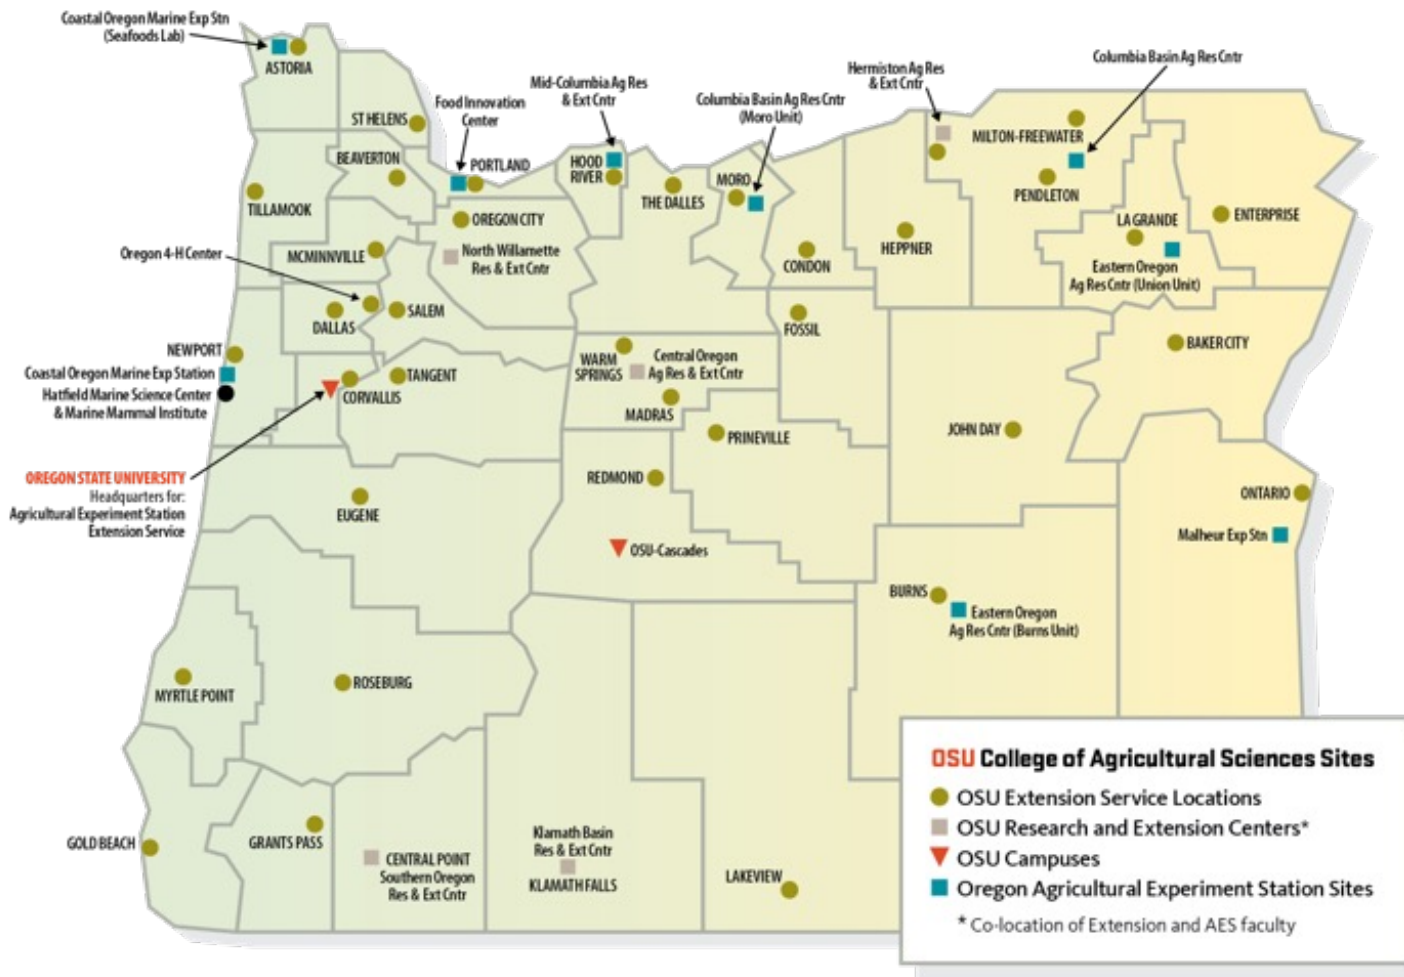 Coastal Oregon Marine Exp Stn
(Seafoods Lab)
ASTORIA
ST HELENS
Food Innovation
Center
Mid-Columbia Ag Res
& Ext Cntr
Columbia Basin Ag Res Cntr
(Moro Unit)
Hermiston Ag Res
& Ext Cntr
Columbia Basin Ag Res Cntr
BEAVERTON
PORTLAND
HOOD
RIVER
THE DALLES
MORO
MILTON-FREEWATER
PENDLETON
TILLAMOOK
OREGON CITY
LA GRANDE
ENTERPRISE
Oregon 4-H Center
MCMINNVILLE
North Willamette
Res & Ext Cntr
CONDON
HEPPNER
Eastern Oregon
Ag Res Cntr (Union Unit)
DALLAS
SALEM
FOSSIL
NEWPORT
Coastal Oregon Marine Exp Station
Hatfield Marine Science Center
& Marine Mammal Institute
CORVALLIS
TANGENT
WARM
SPRINGS
Central Oregon
Ag Res & Ext Cntr
MADRAS
BAKER CITY
PRINEVILLE
JOHN DAY
OREGON STATE UNIVERSITY
Headquarters for:
Agricultural Experiment Station
Extension Service
EUGENE
REDMOND
OSU-Cascades
ONTARIO
Malheur Exp Stn
BURNS
Eastern Oregon
Ag Res Cntr (Burns Unit)
MYRTLE POINT
ROSEBURG
GOLD BEACH
GRANTS PASS
CENTRAL POINT
Southern Oregon
Res & Ext Cntr
Klamath Basin
Res & Ext Cntr
KLAMATH FALLS
LAKEVIEW
OSU College of Agricultural Sciences Sites
OSU Extension Service Locations
OSU Research and Extension Centers*
OSU Campuses
Oregon Agricultural Experiment Station Sites
* Co-location of Extension and AES faculty